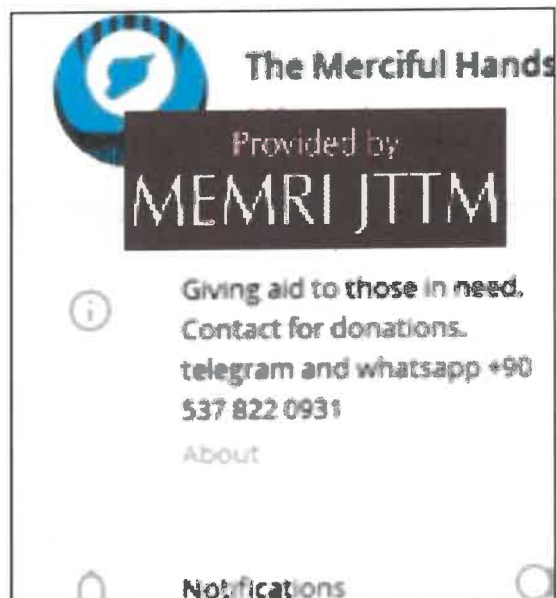 The Merciful Hands
Provided by
MEMRI JTTM
Giving aid to those in need.
Contact for donations.
telegram and whatsapp +90
537 822 0931
About
Notifications